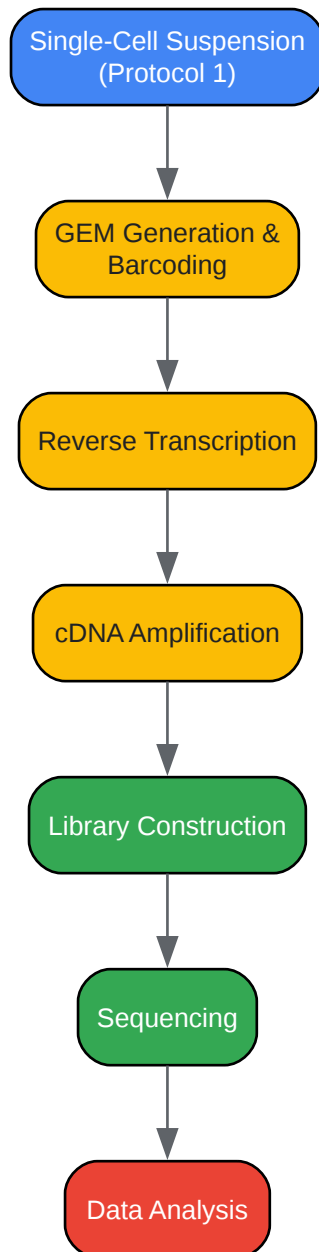 Single-Cell Suspension
(Protocol 1)
GEM Generation &
Barcoding
Reverse Transcription
cDNA Amplification
Library Construction
Sequencing
Data Analysis